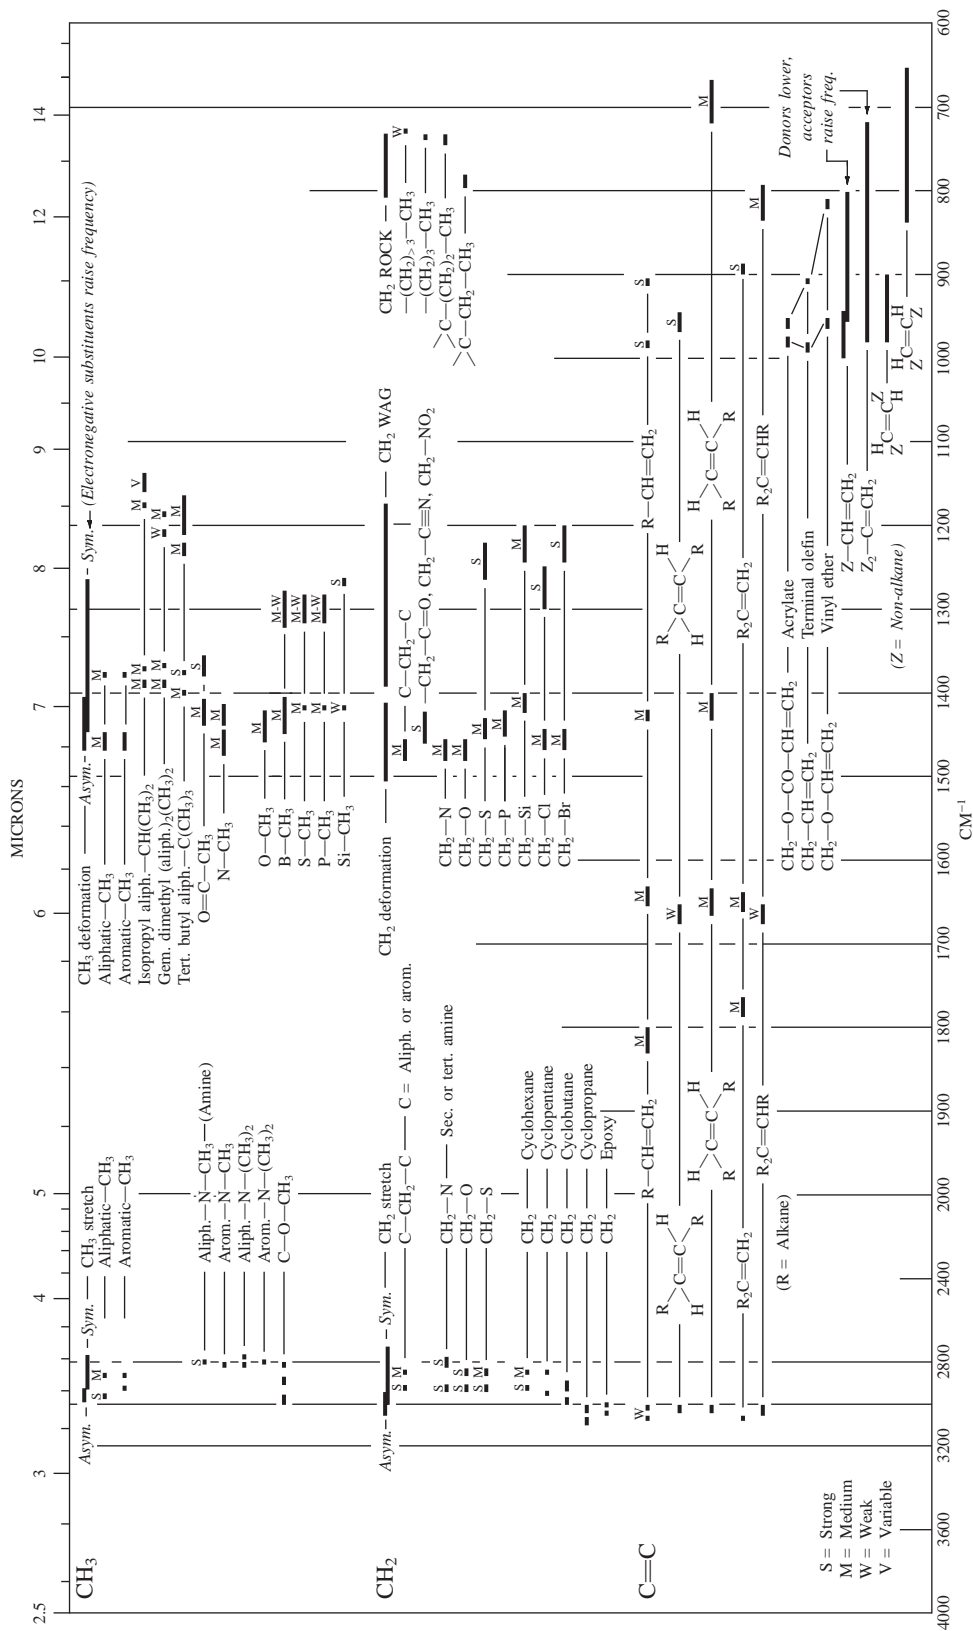 MICRONS
2.5 3 4 5 6 7 8 9 10 12 14
CH₃
Asym. Sym. CH₃ stretch
S M Aliphatic—CH₃
Aromatic—CH₃
S Aliph.—N—CH₃—(Amine)
Arom.—N—CH₃
Aliph.—N—(CH₃)₂
Arom.—N—(CH₃)₂
C—O—CH₃
CH₃ deformation Asym. Sym. (Electronegative substituents raise frequency)
Aliphatic—CH₃ M M
Aromatic—CH₃ M
Isopropyl aliph.—CH(CH₃)₂ M M M V
Gem. dimethyl (aliph.)₂(CH₃)₂ M M W M
Tert. butyl aliph.—C(CH₃)₃ M S M M
O=C—CH₃ M S
N—CH₃ M M
O—CH₃ M
B—CH₃ M M-W
S—CH₃ M M-W
P—CH₃ M M-W
Si—CH₃ W S
CH₂
Asym. Sym. CH₂ stretch
S M C—CH₂—C C = Aliph. or arom.
S S CH₂—N Sec. or tert. amine
S S CH₂—O
S M CH₂—S
S M CH₂ Cyclohexane
CH₂ Cyclopentane
CH₂ Cyclobutane
CH₂ Cyclopropane
CH₂ Epoxy
CH₂ deformation CH₂ WAG CH₂ ROCK
M C—CH₂—C
S —CH₂—C=O, CH₂—C≡N, CH₂—NO₂
CH₂—N M
CH₂—O M
CH₂—S M S
CH₂—P M
CH₂—Si M M
CH₂—Cl M S
CH₂—Br M S
—(CH₂)>3—CH₃ W
—(CH₂)₃—CH₃
C—(CH₂)₂—CH₃
C—CH₂—CH₃
C=C
W R—CH=CH₂ M M M R—CH=CH₂ S S
R H C=C H R W R H C=C H R S
H H C=C R R M M H H C=C R R M
R₂C=CH₂ M M R₂C=CH₂ S
R₂C=CHR W R₂C=CHR M
(R = Alkane)
CH₂—O—CO—CH=CH₂ Acrylate
CH₂—CH=CH₂ Terminal olefin
CH₂—O—CH=CH₂ Vinyl ether
Z—CH=CH₂
Z₂—C=CH₂
H Z C=C Z H
H H C=C Z Z
(Z = Non-alkane)
Donors lower,
acceptors
raise freq.
S = Strong
M = Medium
W = Weak
V = Variable
4000 3600 3200 2800 2400 2000 1900 1800 1700 1600 1500 1400 1300 1200 1100 1000 900 800 700 600
CM⁻¹